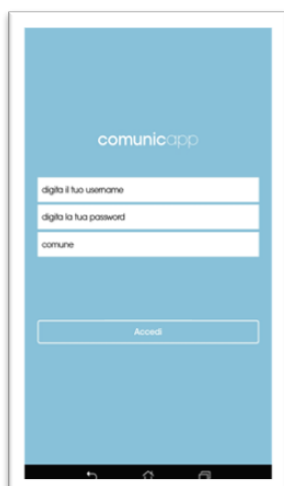 comunicapp
digita il tuo username
digita la tua password
comune
Accedi